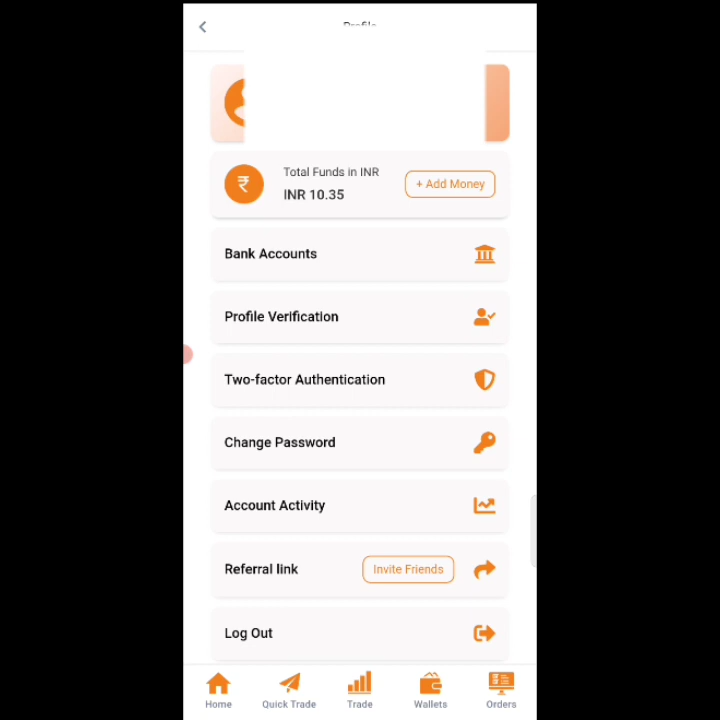 Profile
Total Funds in INR
INR 10.35
+ Add Money
Bank Accounts
Profile Verification
Two-factor Authentication
Change Password
Account Activity
Referral link
Invite Friends
Log Out
Home
Quick Trade
Trade
Wallets
Orders